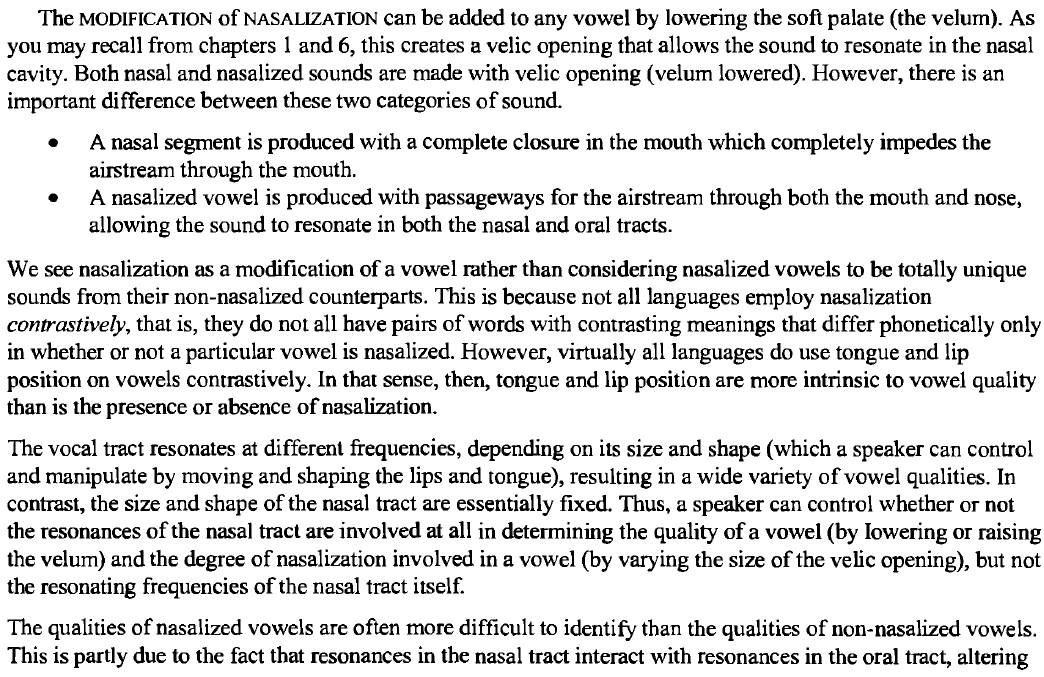 The MODIFICATION of NASALIZATION can be added to any vowel by lowering the soft palate (the velum). As
you may recall from chapters 1 and 6, this creates a velic opening that allows the sound to resonate in the nasal
cavity. Both nasal and nasalized sounds are made with velic opening (velum lowered). However, there is an
important difference between these two categories of sound.
• A nasal segment is produced with a complete closure in the mouth which completely impedes the
airstream through the mouth.
• A nasalized vowel is produced with passageways for the airstream through both the mouth and nose,
allowing the sound to resonate in both the nasal and oral tracts.
We see nasalization as a modification of a vowel rather than considering nasalized vowels to be totally unique
sounds from their non-nasalized counterparts. This is because not all languages employ nasalization
contrastively, that is, they do not all have pairs of words with contrasting meanings that differ phonetically only
in whether or not a particular vowel is nasalized. However, virtually all languages do use tongue and lip
position on vowels contrastively. In that sense, then, tongue and lip position are more intrinsic to vowel quality
than is the presence or absence of nasalization.
The vocal tract resonates at different frequencies, depending on its size and shape (which a speaker can control
and manipulate by moving and shaping the lips and tongue), resulting in a wide variety of vowel qualities. In
contrast, the size and shape of the nasal tract are essentially fixed. Thus, a speaker can control whether or not
the resonances of the nasal tract are involved at all in determining the quality of a vowel (by lowering or raising
the velum) and the degree of nasalization involved in a vowel (by varying the size of the velic opening), but not
the resonating frequencies of the nasal tract itself.
The qualities of nasalized vowels are often more difficult to identify than the qualities of non-nasalized vowels.
This is partly due to the fact that resonances in the nasal tract interact with resonances in the oral tract, altering